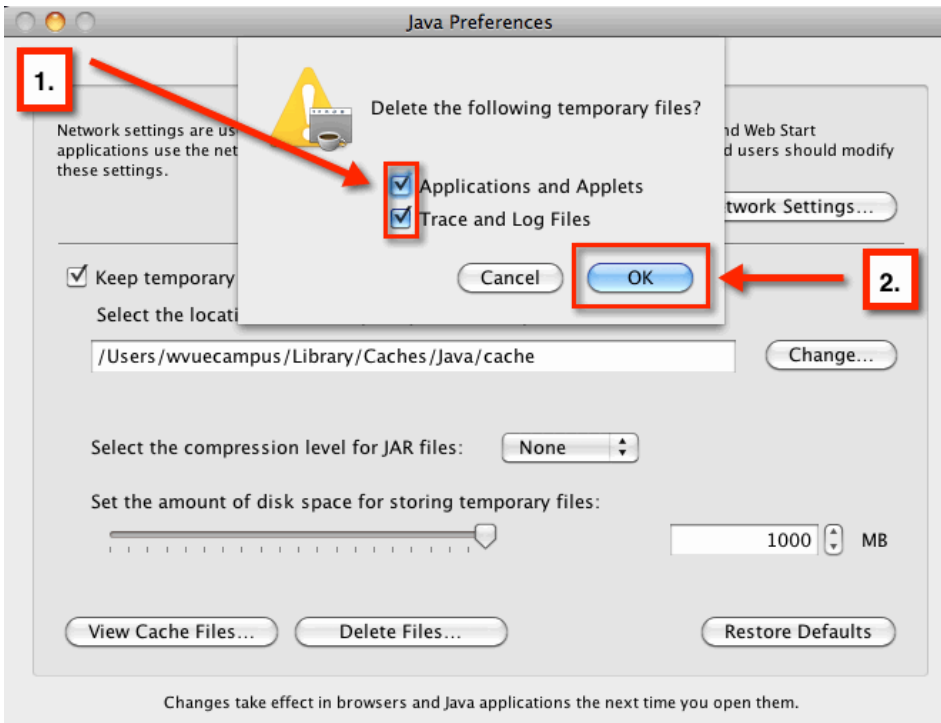 Java Preferences
1.
Delete the following temporary files?
Network settings are us
nd Web Start
applications use the net
d users should modify
these settings.
Applications and Applets
twork Settings...
Trace and Log Files
Keep temporary
Cancel
OK
2.
Select the locati
/Users/wvuecampus/Library/Caches/Java/cache
Change...
Select the compression level for JAR files:
None
Set the amount of disk space for storing temporary files:
1000
MB
View Cache Files...
Delete Files...
Restore Defaults
Changes take effect in browsers and Java applications the next time you open them.